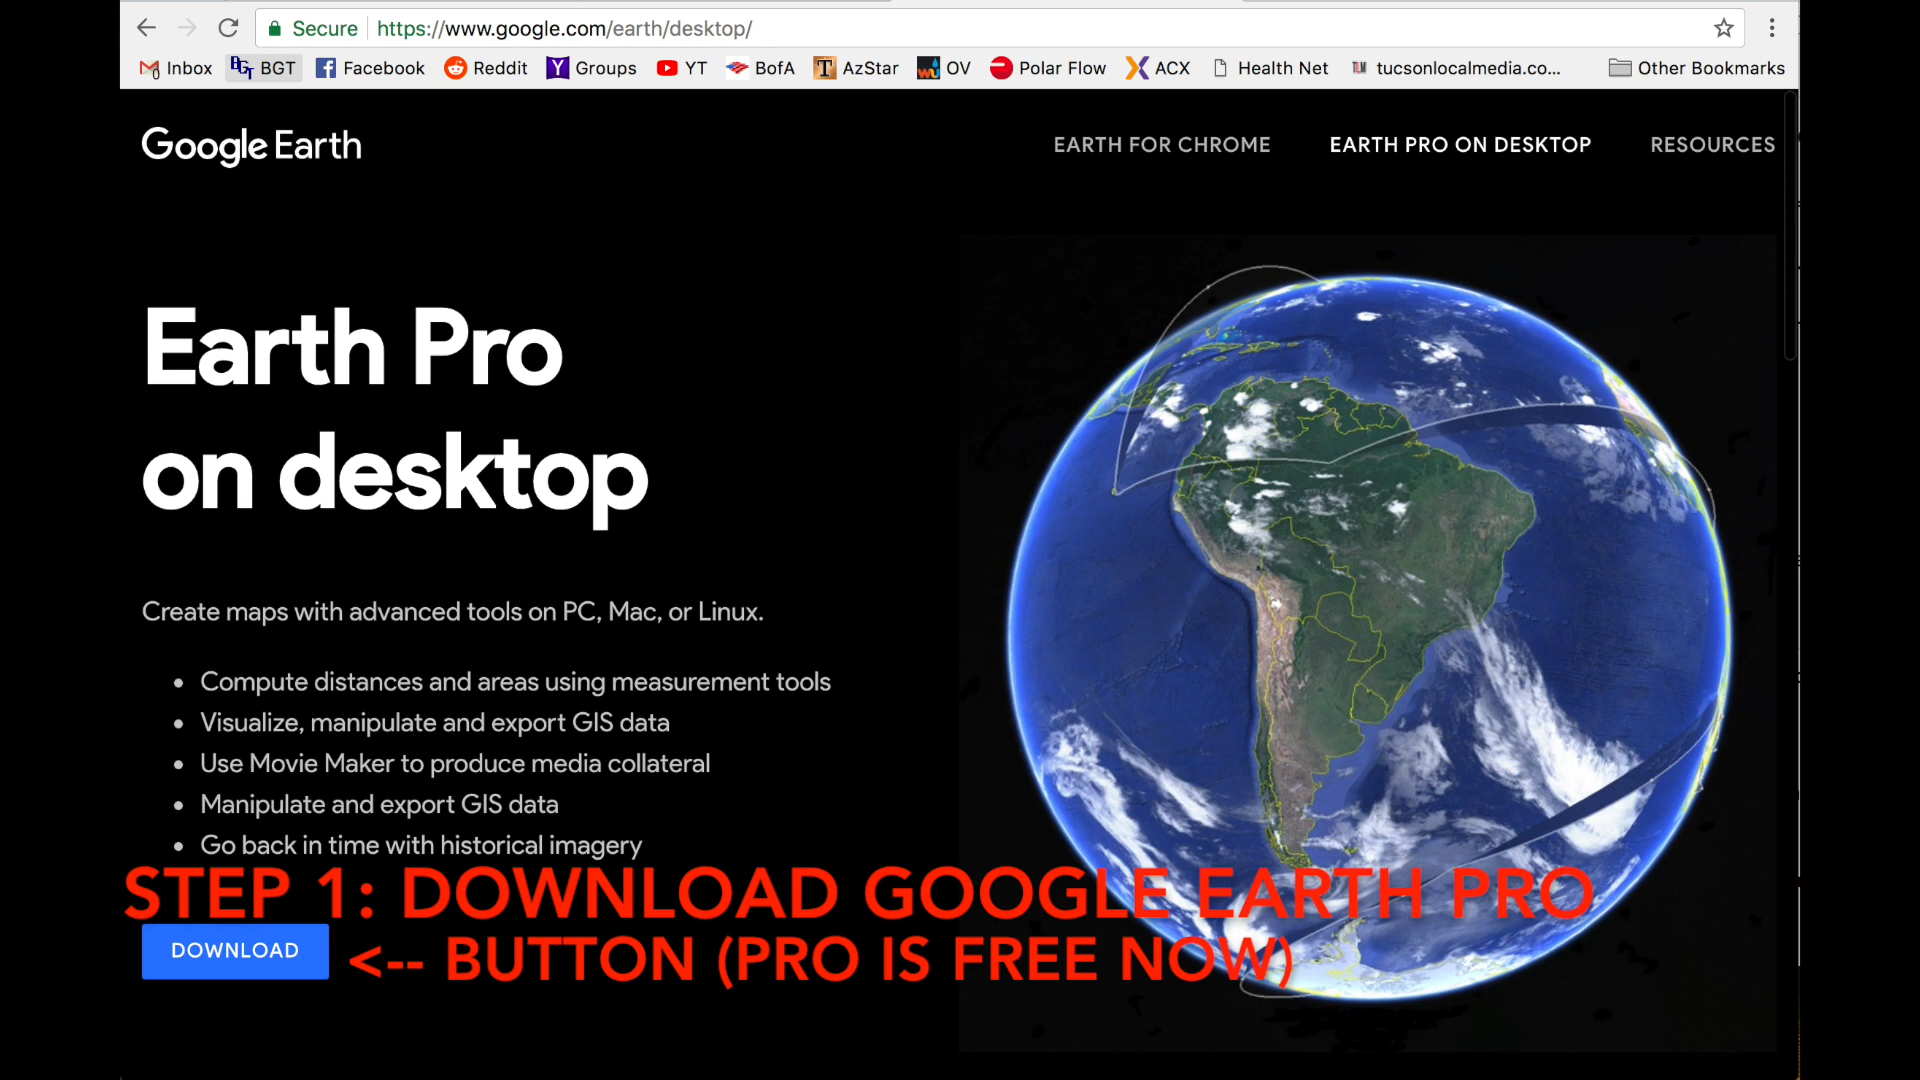 Secure https://www.google.com/earth/desktop/
Inbox BGT Facebook Reddit Groups YT BofA AzStar OV Polar Flow ACX Health Net tucsonlocalmedia.co... Other Bookmarks
Google Earth EARTH FOR CHROME EARTH PRO ON DESKTOP RESOURCES
Earth Pro
on desktop
Create maps with advanced tools on PC, Mac, or Linux.
• Compute distances and areas using measurement tools
• Visualize, manipulate and export GIS data
• Use Movie Maker to produce media collateral
• Manipulate and export GIS data
• Go back in time with historical imagery
STEP 1: DOWNLOAD GOOGLE EARTH PRO
DOWNLOAD <-- BUTTON (PRO IS FREE NOW)